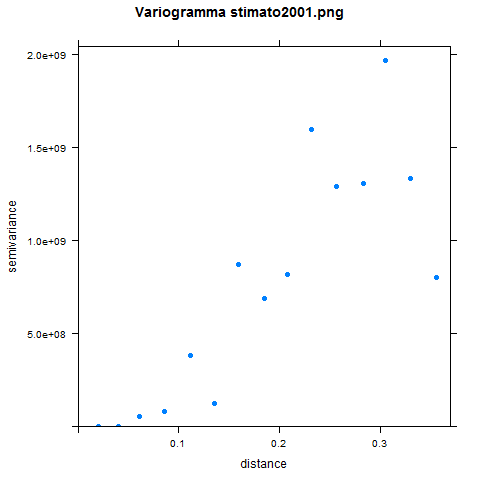 Variogramma stimato2001.png
2.0e+09
1.5e+09
1.0e+09
5.0e+08
semivariance
0.1 0.2 0.3
distance